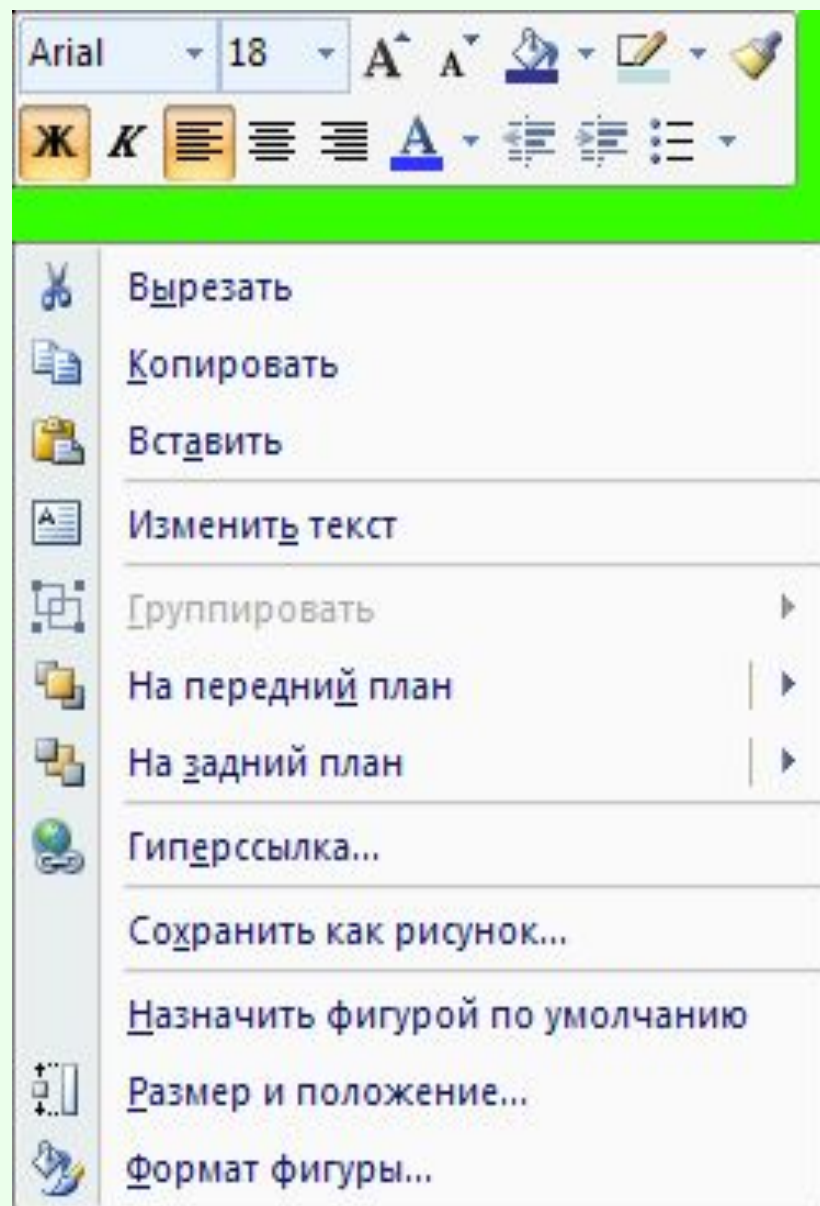 Arial 18 A A
Ж К A
Вырезать
Копировать
Вставить
Изменить текст
Группировать
На передний план
На задний план
Гиперссылка...
Сохранить как рисунок...
Назначить фигурой по умолчанию
Размер и положение...
Формат фигуры...